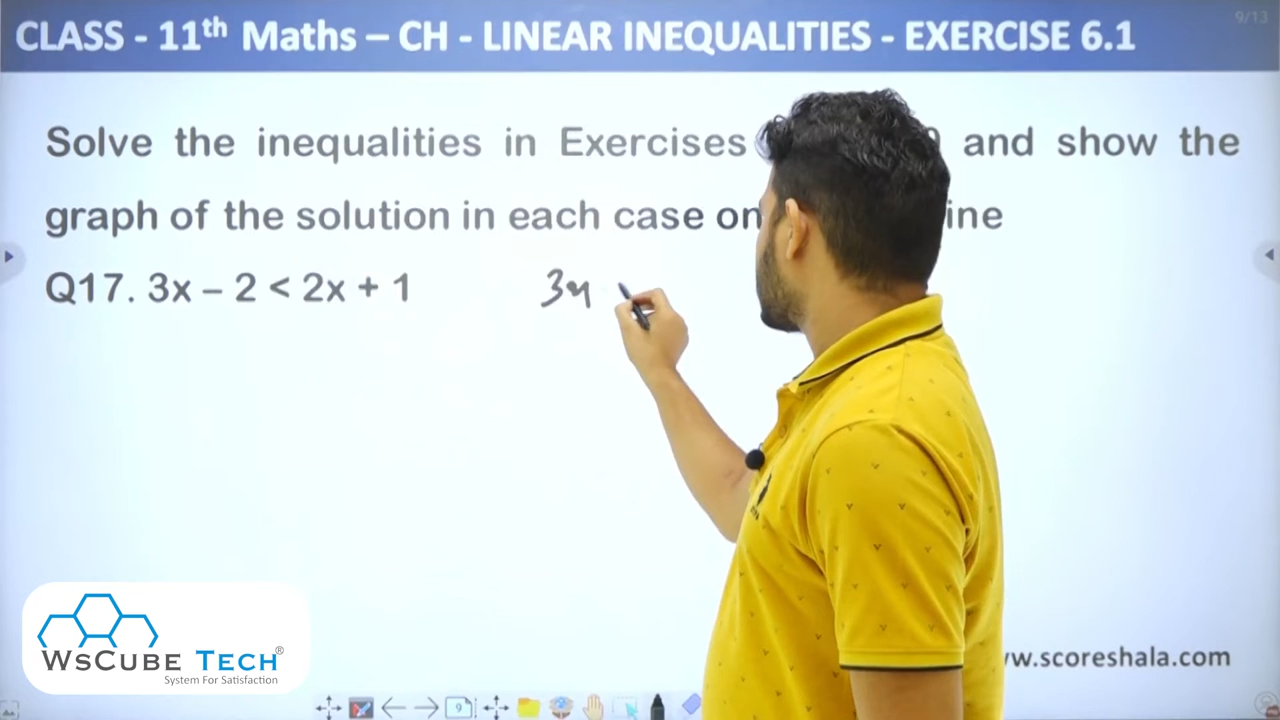 9/13
CLASS - 11th Maths – CH - LINEAR INEQUALITIES - EXERCISE 6.1
Solve the inequalities in Exercises and show the
graph of the solution in each case on
Q17. 3x – 2 < 2x + 1 3x
WsCube Tech®
System For Satisfaction
w.scoreshala.com
9